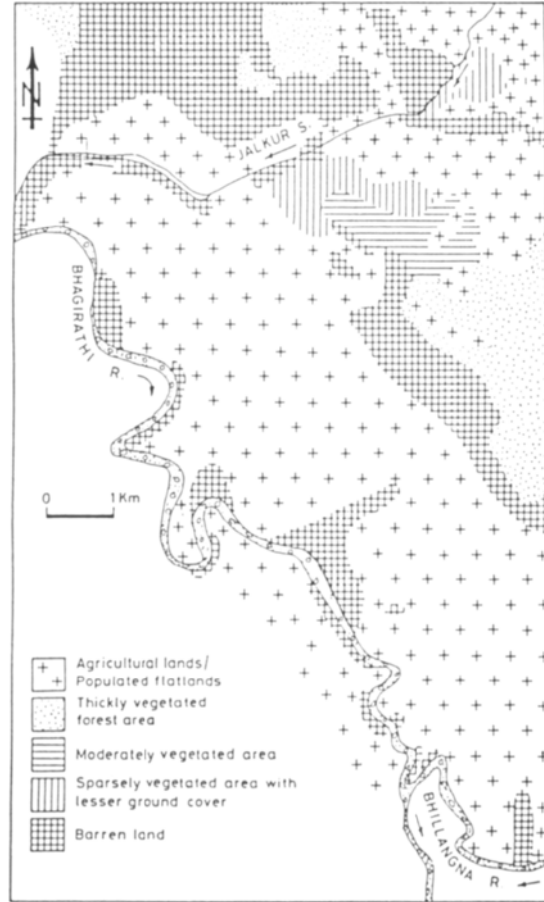 N
JALKUR S.
BHAGIRATHI
R.
0 1 Km
Agricultural lands/
Populated flatlands
Thickly vegetated
forest area
Moderately vegetated area
Sparsely vegetated area with
lesser ground cover
Barren land
BHILLANGNA
R